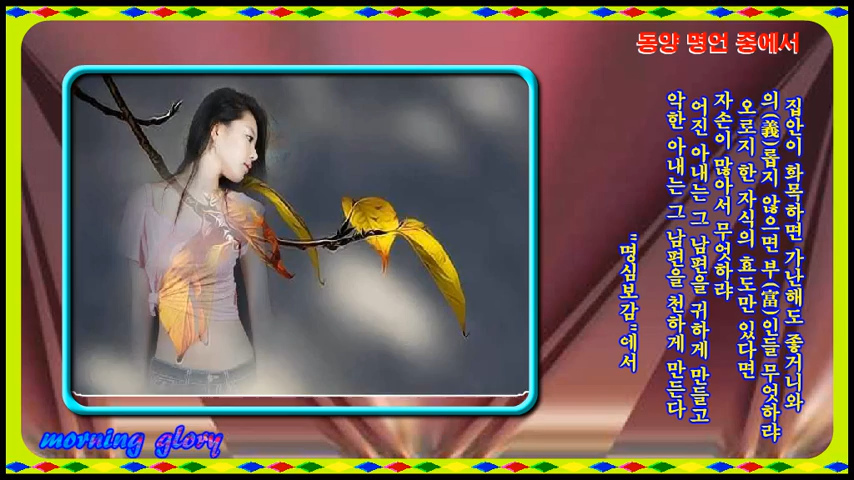 동양 명언 중에서
집안이 화목하면 가난해도 좋거니와
의(義)롭지 않으면 부(富)인들 무엇하랴
오로지 한 자식의 효도만 있다면
자손이 많아서 무엇하랴
어진 아내는 그 남편을 귀하게 만들고
악한 아내는 그 남편을 천하게 만든다
"명심보감"에서
morning glory